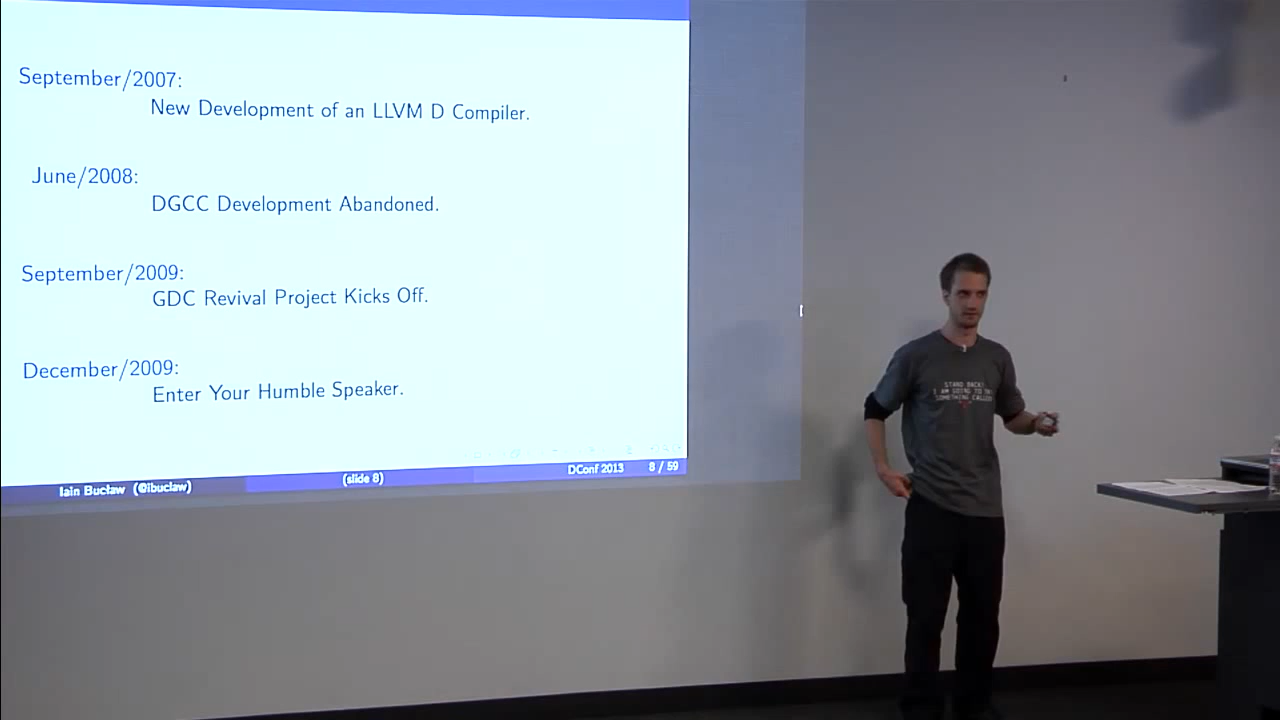 September/2007:
New Development of an LLVM D Compiler.
June/2008:
DGCC Development Abandoned.
September/2009:
GDC Revival Project Kicks Off.
December/2009:
Enter Your Humble Speaker.
Iain Bucław (@ibuclaw)
(slide 8)
DConf 2013
8 / 59
STAND BACK!
I AM GOING TO TRY
SOMETHING CALLED